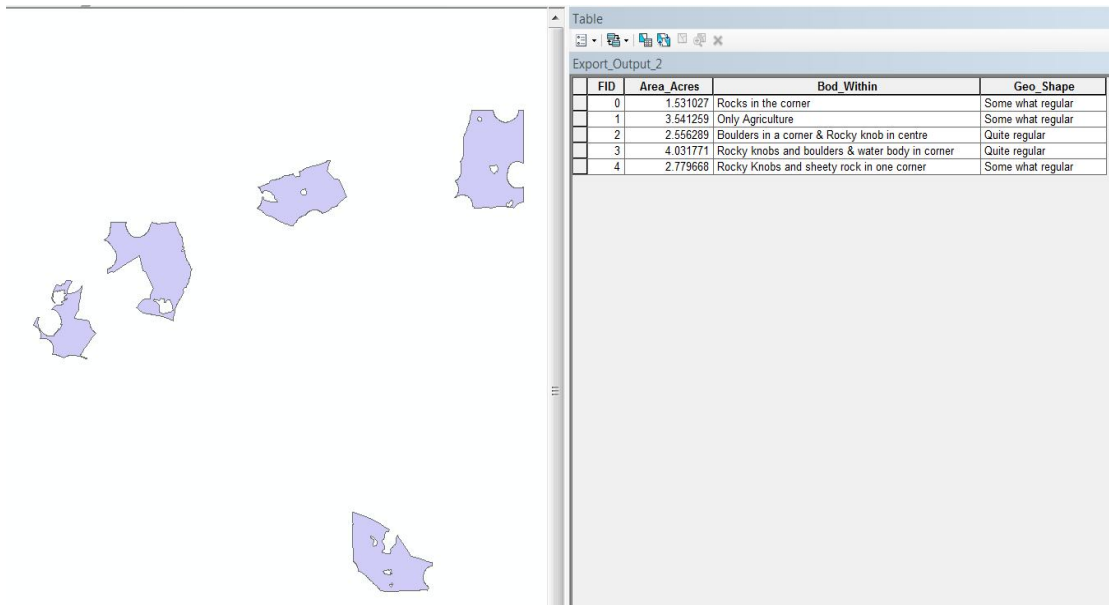 Table
Export_Output_2
FID Area_Acres Bod_Within Geo_Shape
0 1.531027 Rocks in the corner Some what regular
1 3.541259 Only Agriculture Some what regular
2 2.556289 Boulders in a corner & Rocky knob in centre Quite regular
3 4.031771 Rocky knobs and boulders & water body in corner Quite regular
4 2.779668 Rocky Knobs and sheety rock in one corner Some what regular